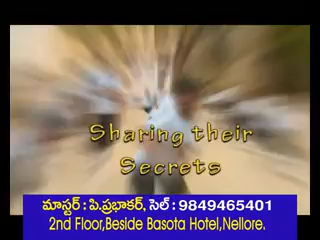 Sharing their
Secrets
మాస్టర్ : పి.ప్రభాకర్, సెల్ : 9849465401
2nd Floor,Beside Basota Hotel,Nellore.